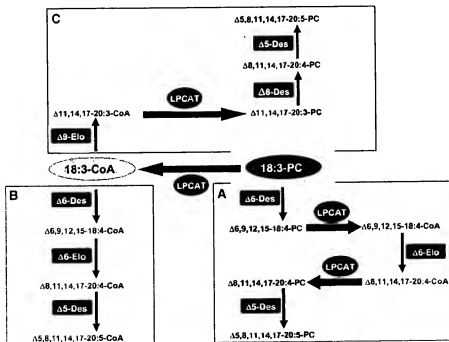 C
Δ5,8,11,14,17-20:5-PC
Δ5-Des
Δ8,11,14,17-20:4-PC
LPCAT
Δ8-Des
Δ11,14,17-20:3-CoA
Δ11,14,17-20:3-PC
Δ9-Elo
18:3-CoA
LPCAT
18:3-PC
B
Δ6-Des
Δ6,9,12,15-18:4-CoA
Δ6-Elo
Δ8,11,14,17-20:4-CoA
Δ5-Des
Δ5,8,11,14,17-20:5-CoA
A
Δ6-Des
LPCAT
Δ6,9,12,15-18:4-PC
Δ6,9,12,15-18:4-CoA
LPCAT
Δ6-Elo
Δ8,11,14,17-20:4-PC
Δ8,11,14,17-20:4-CoA
Δ5-Des
Δ5,8,11,14,17-20:5-PC